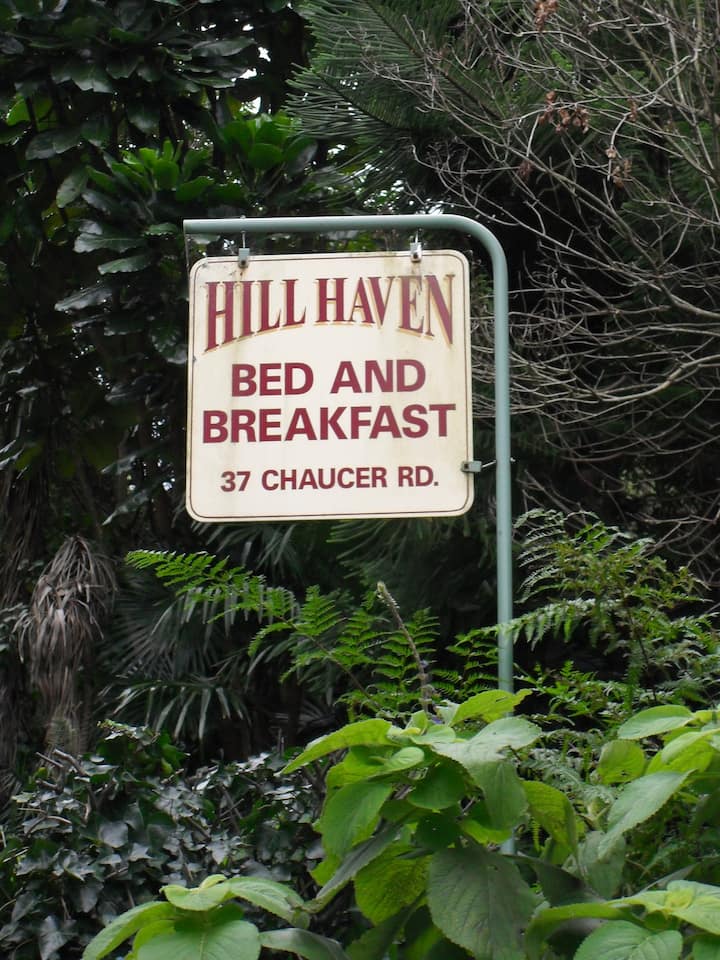 HILL HAVEN
BED AND
BREAKFAST
37 CHAUCER RD.